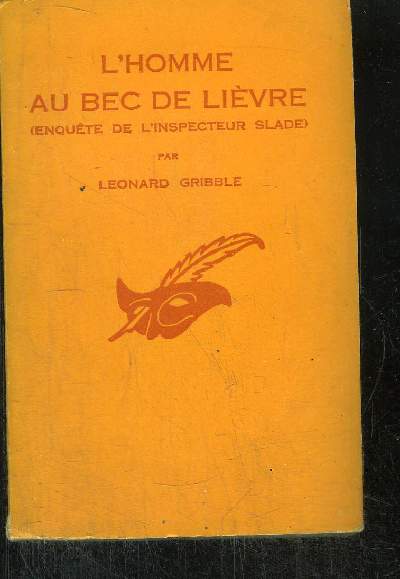 L'HOMME
AU BEC DE LIÈVRE
(ENQUÊTE DE L'INSPECTEUR SLADE)
PAR
LEONARD GRIBBLE